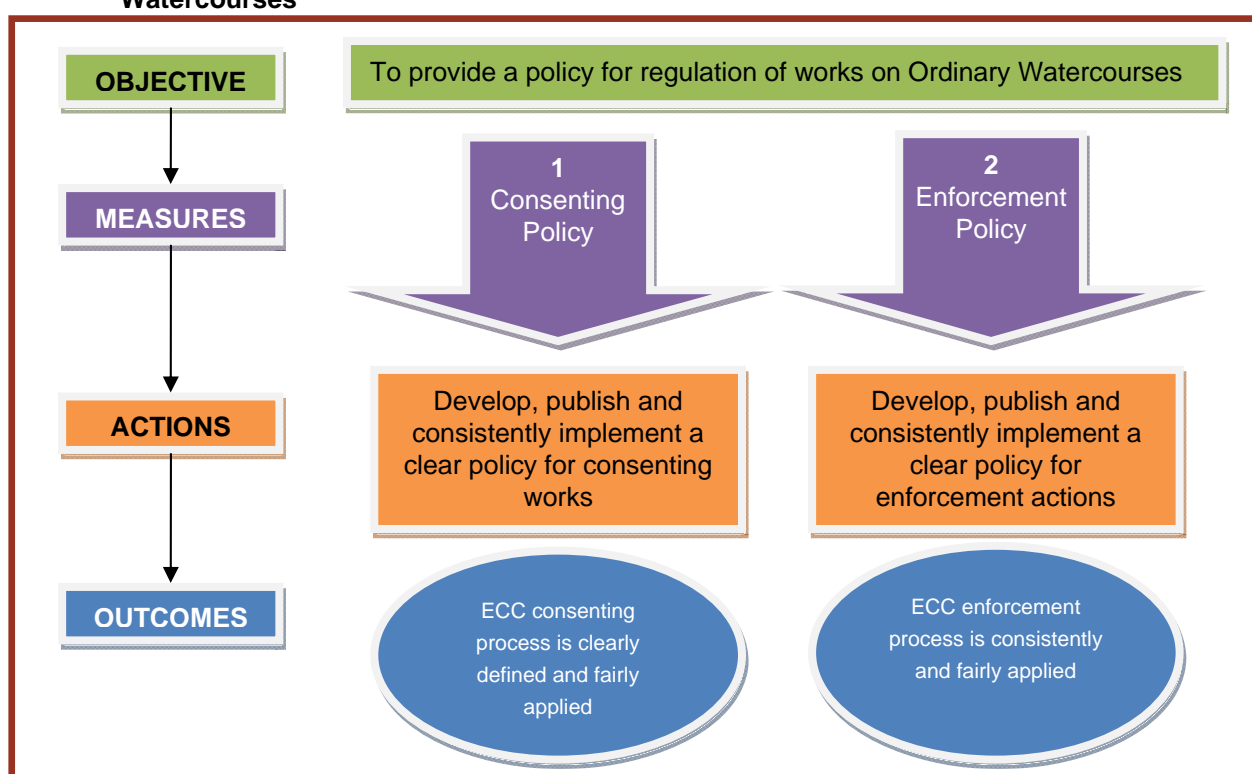 Watercourses
OBJECTIVE
To provide a policy for regulation of works on Ordinary Watercourses
MEASURES
1
Consenting
Policy
2
Enforcement
Policy
ACTIONS
Develop, publish and
consistently implement a
clear policy for consenting
works
Develop, publish and
consistently implement a
clear policy for
enforcement actions
OUTCOMES
ECC consenting
process is clearly
defined and fairly
applied
ECC enforcement
process is consistently
and fairly applied